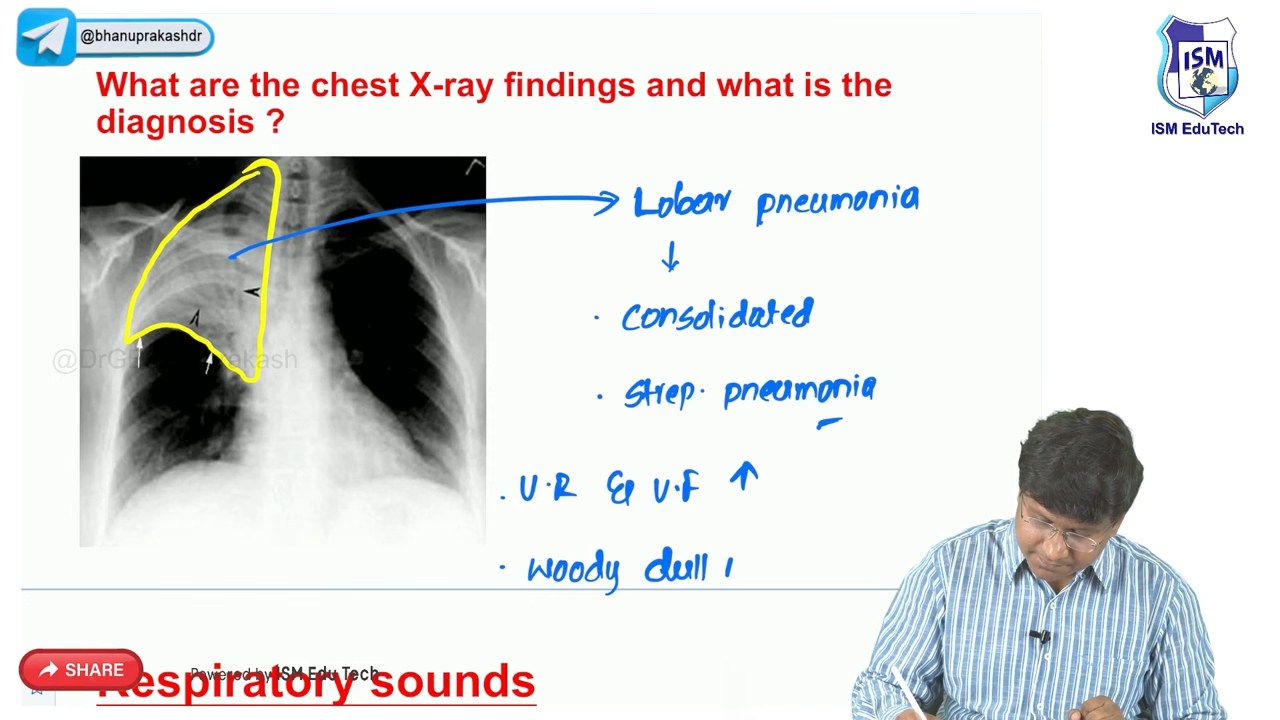 @bhanuprakashdr
ISM
ISM EduTech
What are the chest X-ray findings and what is the
diagnosis ?
Lobar pneumonia
consolidated
strep. pneumonia
V.R & V.F ↑
woody dull
SHARE
Powered by ISM Edu Tech
Respiratory sounds